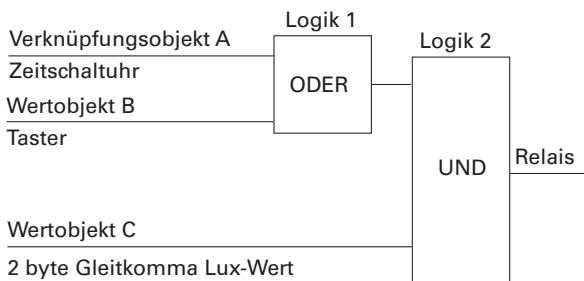 Logik 1
Verknüpfungsobjekt A
Logik 2
Zeitschaltuhr
ODER
Wertobjekt B
Taster
UND
Relais
Wertobjekt C
2 byte Gleitkomma Lux-Wert